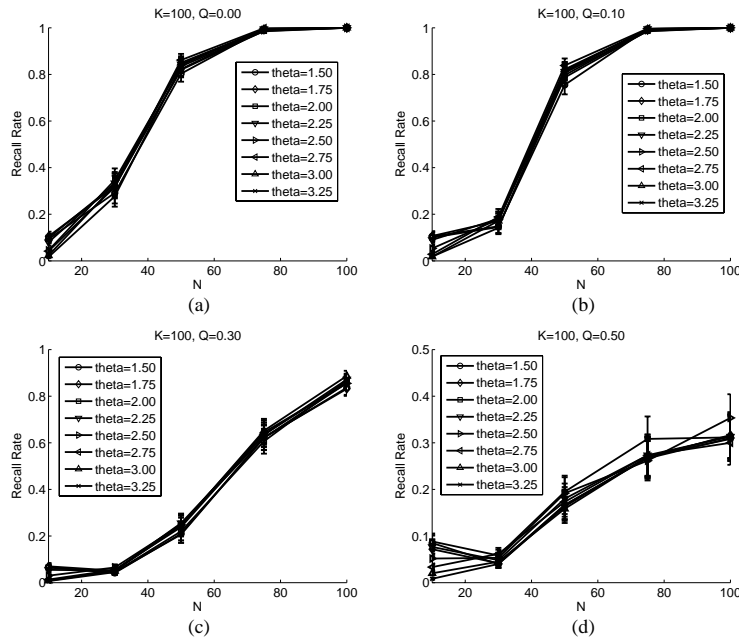 K=100, Q=0.00
1
0.8
0.6
0.4
0.2
0
Recall Rate
theta=1.50
theta=1.75
theta=2.00
theta=2.25
theta=2.50
theta=2.75
theta=3.00
theta=3.25
20 40 60 80 100
N
(a)
K=100, Q=0.10
1
0.8
0.6
0.4
0.2
0
Recall Rate
theta=1.50
theta=1.75
theta=2.00
theta=2.25
theta=2.50
theta=2.75
theta=3.00
theta=3.25
20 40 60 80 100
N
(b)
K=100, Q=0.30
1
0.8
0.6
0.4
0.2
0
Recall Rate
theta=1.50
theta=1.75
theta=2.00
theta=2.25
theta=2.50
theta=2.75
theta=3.00
theta=3.25
20 40 60 80 100
N
(c)
K=100, Q=0.50
0.5
0.4
0.3
0.2
0.1
0
Recall Rate
theta=1.50
theta=1.75
theta=2.00
theta=2.25
theta=2.50
theta=2.75
theta=3.00
theta=3.25
20 40 60 80 100
N
(d)